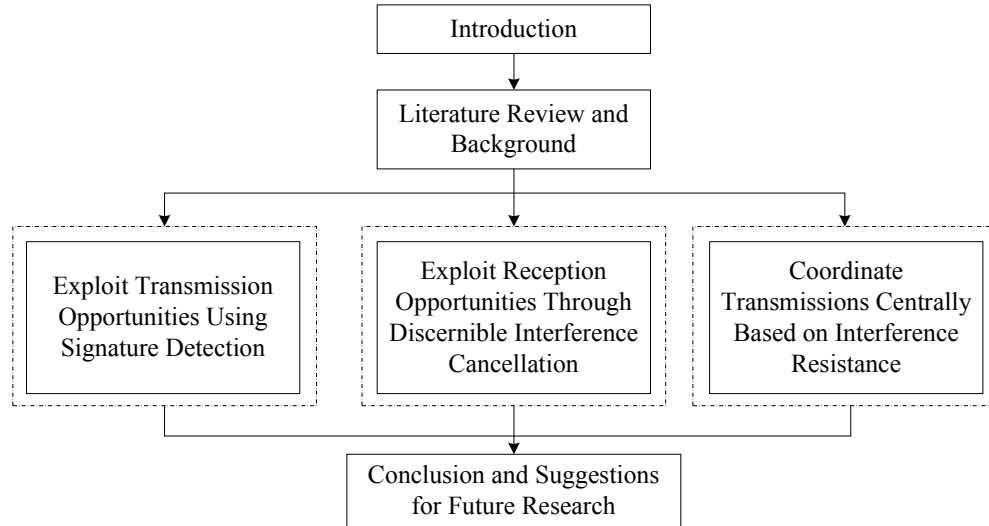 Introduction
Literature Review and
Background
Exploit Transmission
Opportunities Using
Signature Detection
Exploit Reception
Opportunities Through
Discernible Interference
Cancellation
Coordinate
Transmissions Centrally
Based on Interference
Resistance
Conclusion and Suggestions
for Future Research